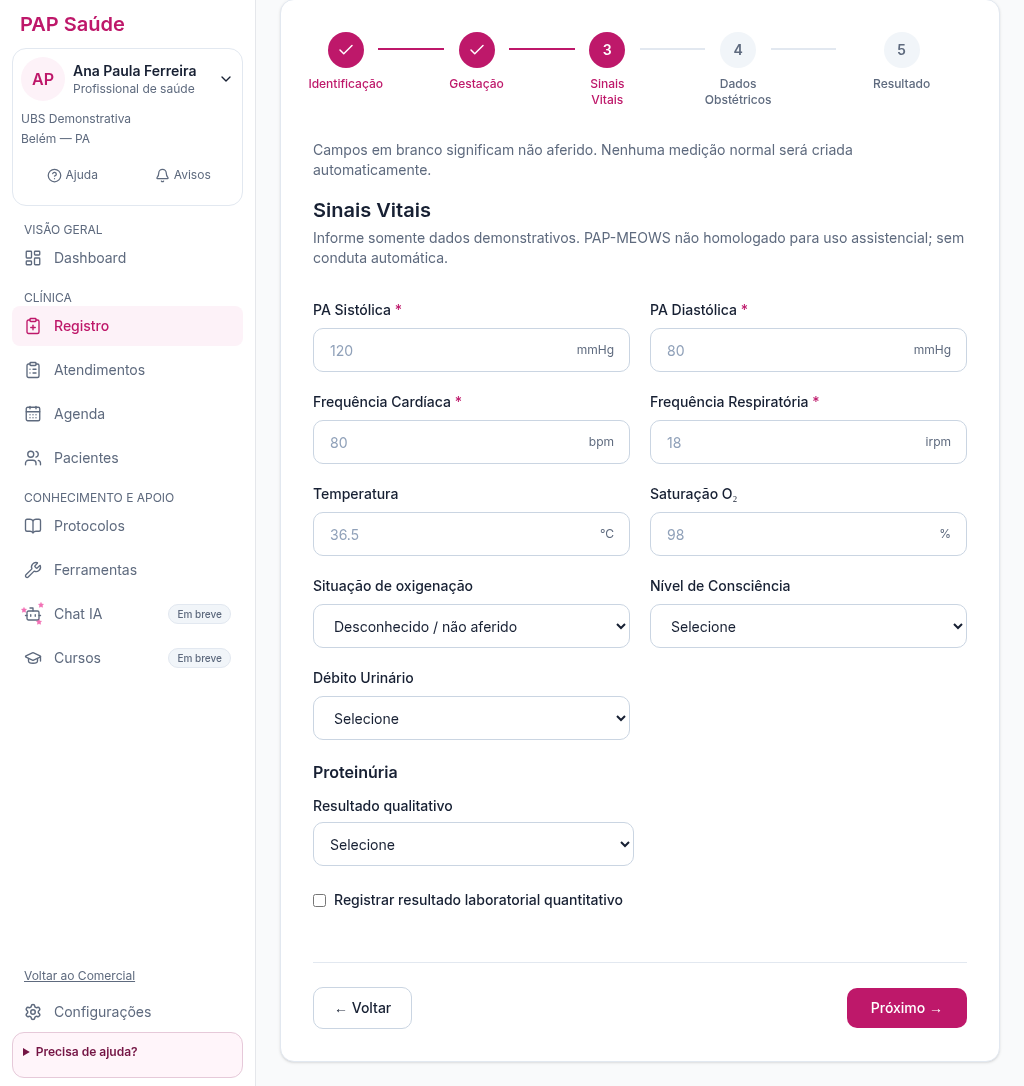 PAP Saúde
AP
Ana Paula Ferreira
Profissional de saúde
UBS Demonstrativa
Belém — PA
Ajuda
Avisos
VISÃO GERAL
Dashboard
CLÍNICA
Registro
Atendimentos
Agenda
Pacientes
CONHECIMENTO E APOIO
Protocolos
Ferramentas
Chat IA
Em breve
Cursos
Em breve
Voltar ao Comercial
Configurações
Precisa de ajuda?
Identificação
Gestação
3
Sinais
Vitais
4
Dados
Obstétricos
5
Resultado
Campos em branco significam não aferido. Nenhuma medição normal será criada
automaticamente.
Sinais Vitais
Informe somente dados demonstrativos. PAP-MEOWS não homologado para uso assistencial; sem
conduta automática.
PA Sistólica *
120 mmHg
PA Diastólica *
80 mmHg
Frequência Cardíaca *
80 bpm
Frequência Respiratória *
18 irpm
Temperatura
36.5 °C
Saturação O₂
98 %
Situação de oxigenação
Desconhecido / não aferido
Nível de Consciência
Selecione
Débito Urinário
Selecione
Proteinúria
Resultado qualitativo
Selecione
Registrar resultado laboratorial quantitativo
← Voltar
Próximo →